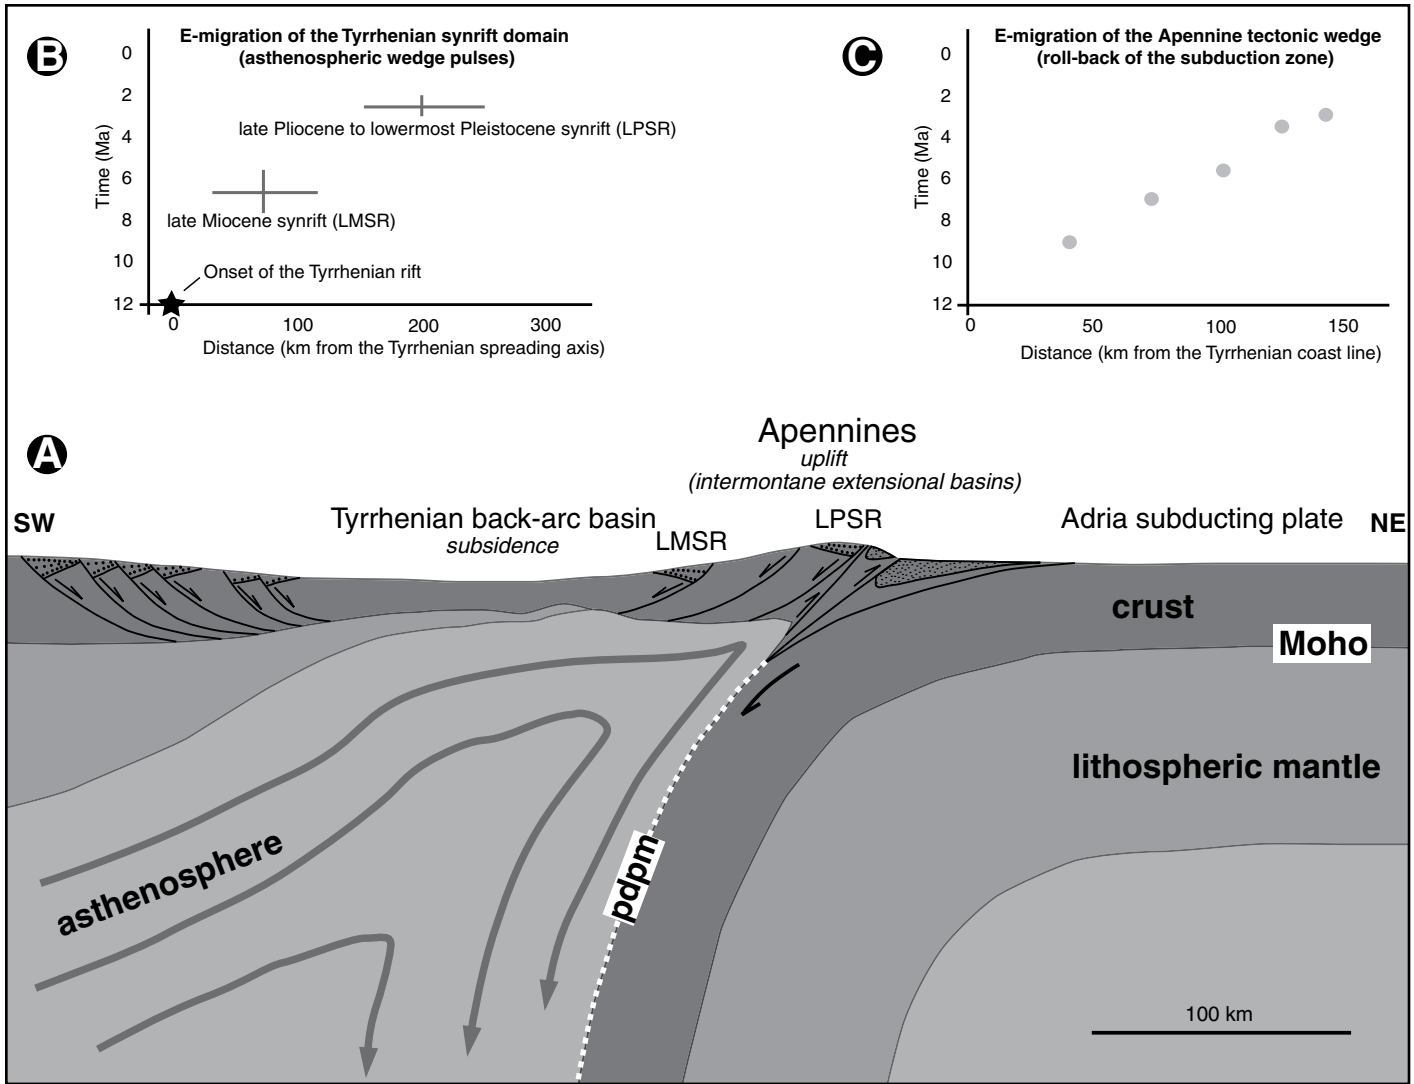 B
E-migration of the Tyrrhenian synrift domain
(asthenospheric wedge pulses)
0
2
4
6
8
10
12
Time (Ma)
late Pliocene to lowermost Pleistocene synrift (LPSR)
late Miocene synrift (LMSR)
Onset of the Tyrrhenian rift
0 100 200 300
Distance (km from the Tyrrhenian spreading axis)
C
E-migration of the Apennine tectonic wedge
(roll-back of the subduction zone)
0
2
4
6
8
10
12
Time (Ma)
0 50 100 150
Distance (km from the Tyrrhenian coast line)
A
Apennines
uplift
(intermontane extensional basins)
SW
Tyrrhenian back-arc basin
subsidence
LMSR
LPSR
Adria subducting plate
NE
crust
Moho
lithospheric mantle
asthenosphere
pdpm
100 km